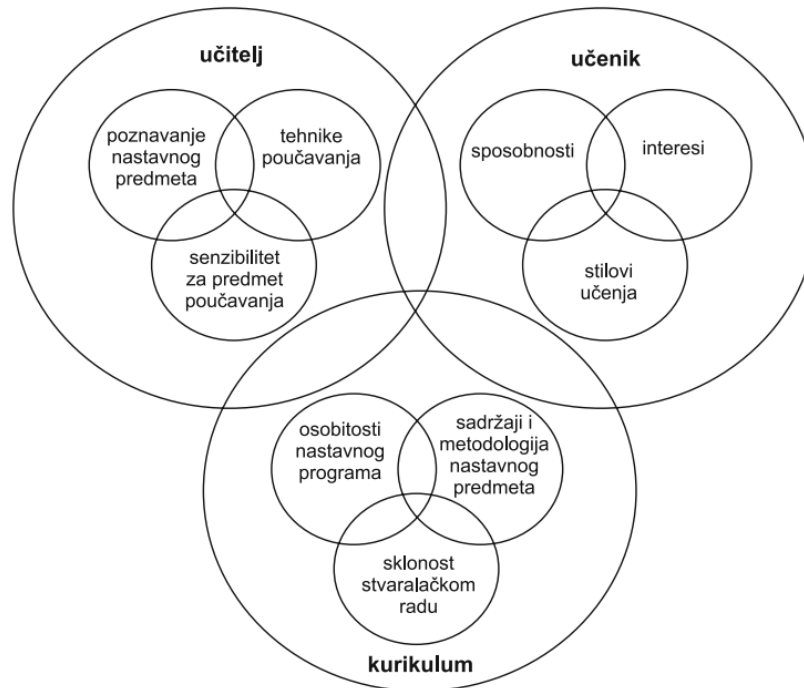 učitelj
poznavanje
nastavnog
predmeta
tehnike
poučavanja
senzibilitet
za predmet
poučavanja
učenik
sposobnosti
interesi
stilovi
učenja
osobitosti
nastavnog
programa
sadržaji i
metodologija
nastavnog
predmeta
sklonost
stvaralačkom
radu
kurikulum